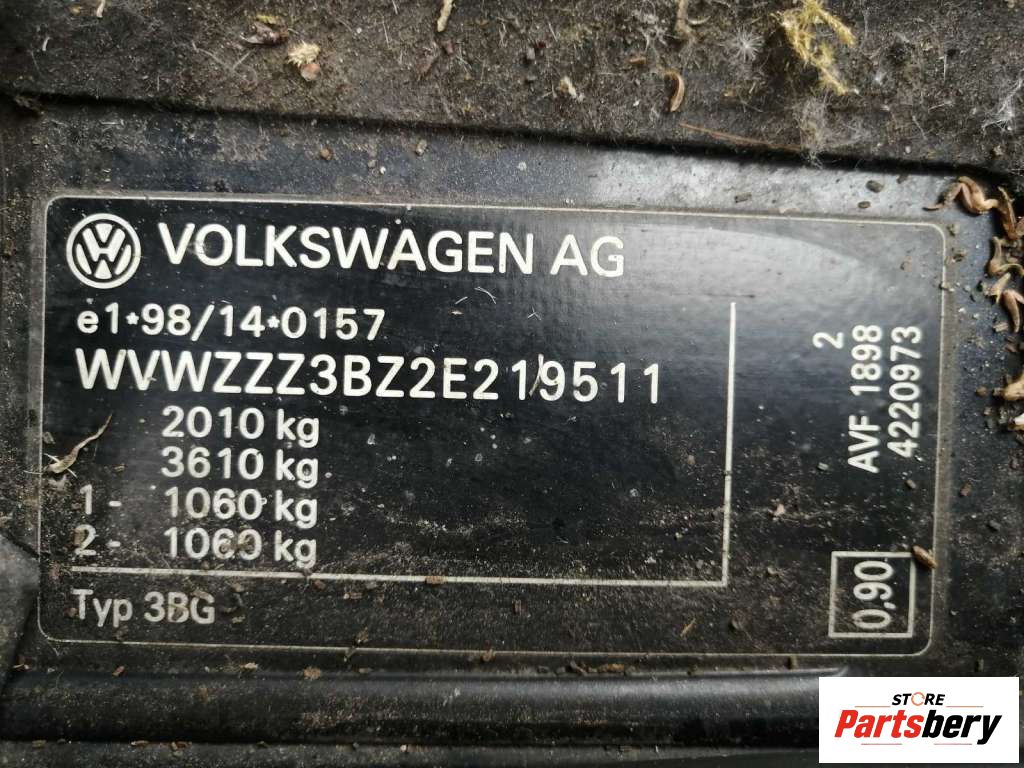 VOLKSWAGEN AG
e1*98/14*0157
WVWZZZ3BZ2E219511
2010 kg
3610 kg
1 - 1060 kg
2 - 1060 kg
Typ 3BG
2
AVF 1898
4220973
0,90
STORE
Partsbery